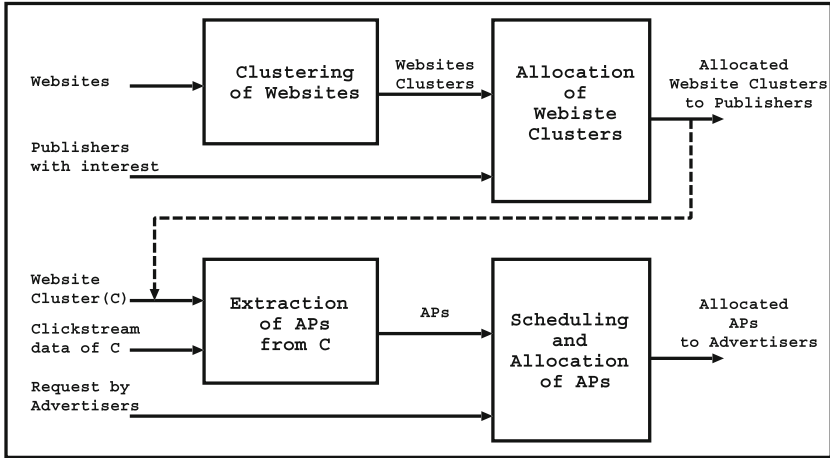 Websites
Clustering
of Websites
Websites
Clusters
Allocation
of
Webiste
Clusters
Allocated
Website Clusters
to Publishers
Publishers
with interest
Website
Cluster(C)
Clickstream
data of C
Request by
Advertisers
Extraction
of APs
from C
APs
Scheduling
and
Allocation
of APs
Allocated
APs
to Advertisers